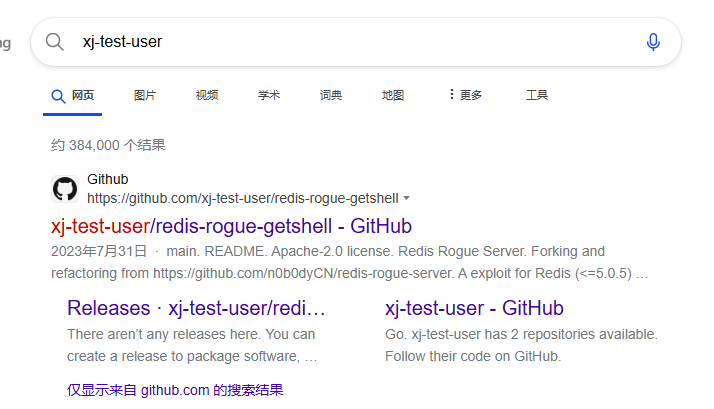 ng
xj-test-user
网页 图片 视频 学术 词典 地图 更多 工具
约 384,000 个结果
Github
https://github.com/xj-test-user/redis-rogue-getshell
xj-test-user/redis-rogue-getshell - GitHub
2023年7月31日 · main. README. Apache-2.0 license. Redis Rogue Server. Forking and
refactoring from https://github.com/n0b0dyCN/redis-rogue-server. A exploit for Redis (<=5.0.5) …
Releases · xj-test-user/redi…
There aren’t any releases here. You can
create a release to package software, …
xj-test-user - GitHub
Go. xj-test-user has 2 repositories available.
Follow their code on GitHub.
仅显示来自 github.com 的搜索结果